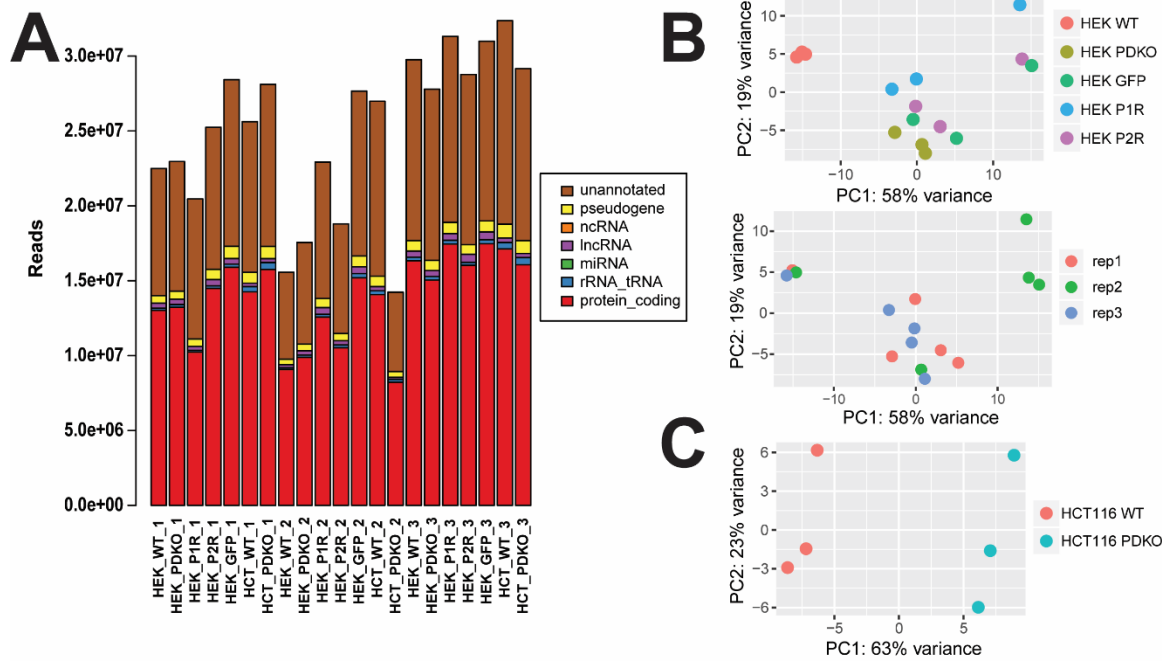 A
Reads
3.0e+07
2.5e+07
2.0e+07
1.5e+07
1.0e+07
5.0e+06
0.0e+00
HEK_WT_1
HEK_PDKO_1
HEK_P1R_1
HEK_P2R_1
HEK_GFP_1
HCT_WT_1
HCT_PDKO_1
HEK_WT_2
HEK_PDKO_2
HEK_P1R_2
HEK_P2R_2
HEK_GFP_2
HCT_WT_2
HCT_PDKO_2
HEK_WT_3
HEK_PDKO_3
HEK_P1R_3
HEK_P2R_3
HEK_GFP_3
HCT_WT_3
HCT_PDKO_3
unannotated
pseudogene
ncRNA
lncRNA
miRNA
rRNA_tRNA
protein_coding
B
PC2: 19% variance
10
5
0
−5
−10
0
10
PC1: 58% variance
HEK WT
HEK PDKO
HEK GFP
HEK P1R
HEK P2R
PC2: 19% variance
10
5
0
−5
−10
0
10
PC1: 58% variance
rep1
rep2
rep3
C
PC2: 23% variance
6
3
0
−3
−6
−5
0
5
PC1: 63% variance
HCT116 WT
HCT116 PDKO